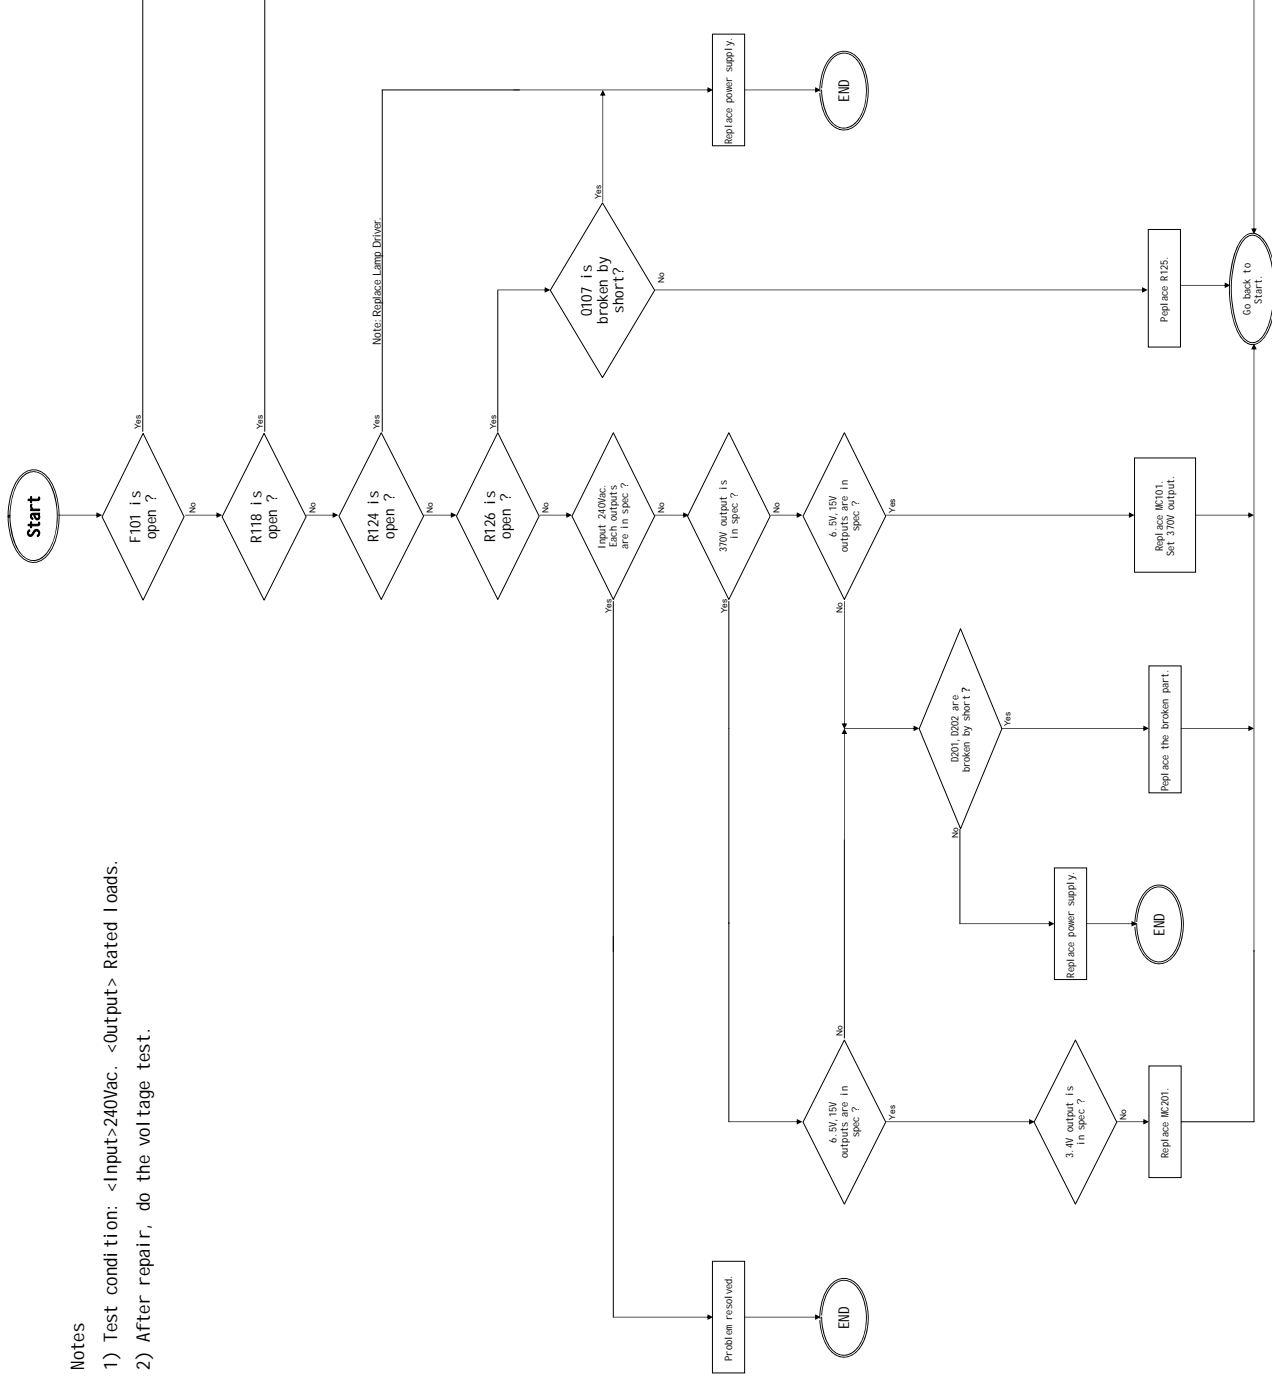 Start
F101 is
open ?
Yes
No
R118 is
open ?
Yes
No
R124 is
open ?
Yes
Note: Replace Lamp Driver.
No
R126 is
open ?
Yes
No
Q107 is
broken by
short?
Yes
No
Replace power supply.
END
Peplace R125.
Go back to
Start.
Input 240Vac.
Each outputs
are in spec ?
Yes
No
370V output is
in spec ?
Yes
No
6.5V,15V
outputs are in
spec ?
No
Yes
Replace MC101.
Set 370V output.
D201,D202 are
broken by short?
No
Yes
Peplace the broken part.
Replace power supply.
END
6.5V,15V
outputs are in
spec ?
No
Yes
3.4V output is
in spec ?
No
Replace MC201.
Problem resolved.
END
Notes
1) Test condition: <Input>240Vac. <Output> Rated loads.
2) After repair, do the voltage test.